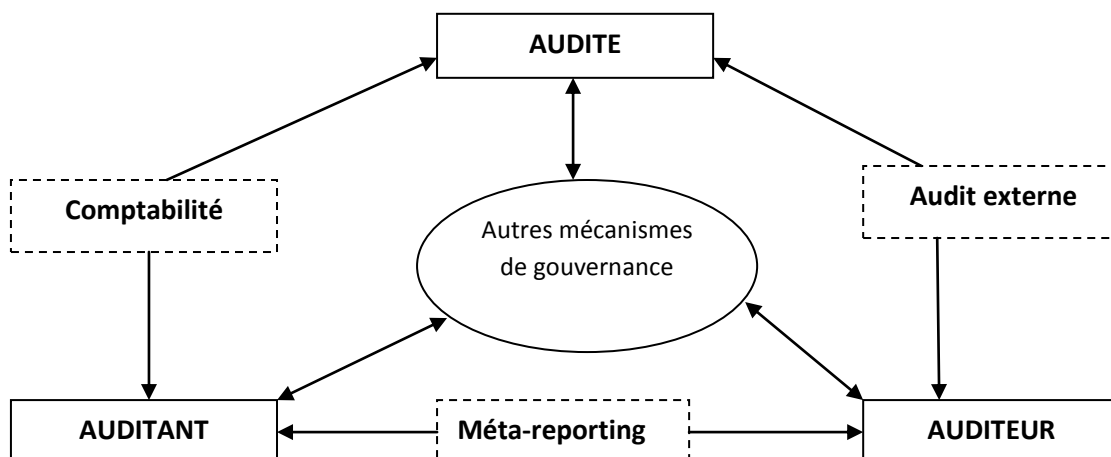 AUDITE
Comptabilité
Audit externe
Autres mécanismes
de gouvernance
AUDITANT
Méta-reporting
AUDITEUR